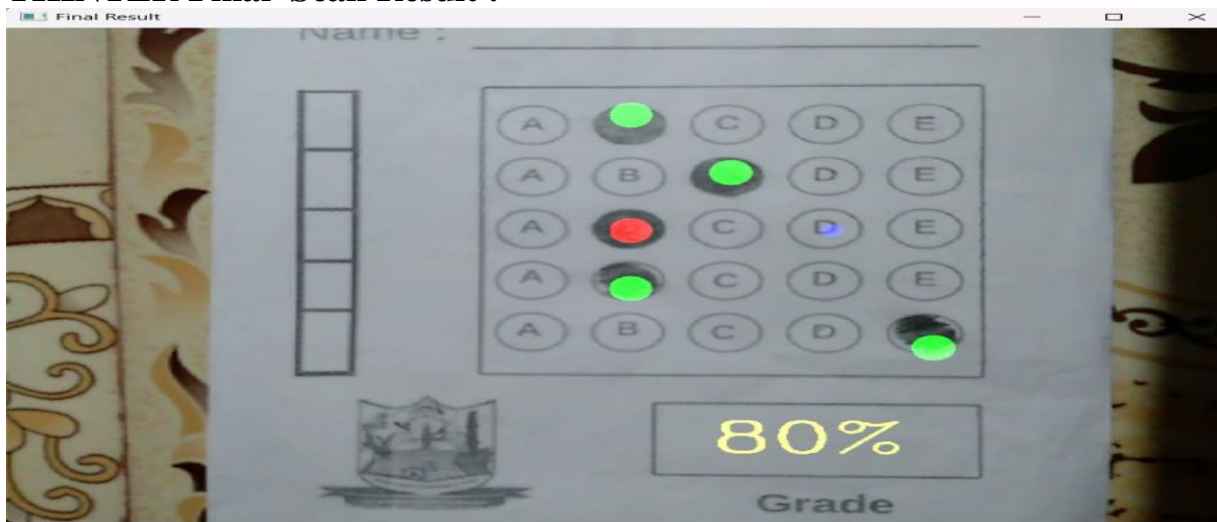 Final Result
Name :
A C D E
A B D E
A C D E
A C D E
A B C D
80%
Grade